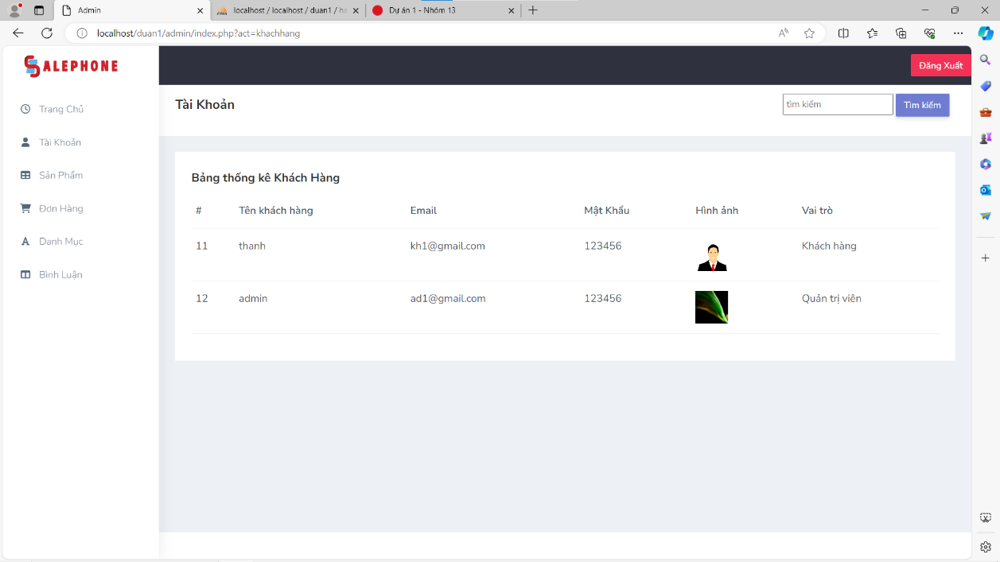 Admin
localhost / localhost / duan1 / ha
Dự án 1 - Nhóm 13
localhost/duan1/admin/index.php?act=khachhang
SALEPHONE
Đăng Xuất
Trang Chủ
Tài Khoản
Sản Phẩm
Đơn Hàng
Danh Mục
Bình Luận
Tài Khoản
tìm kiếm
Tìm kiếm
Bảng thống kê Khách Hàng
# Tên khách hàng Email Mật Khẩu Hình ảnh Vai trò
11 thanh kh1@gmail.com 123456 Khách hàng
12 admin ad1@gmail.com 123456 Quản trị viên